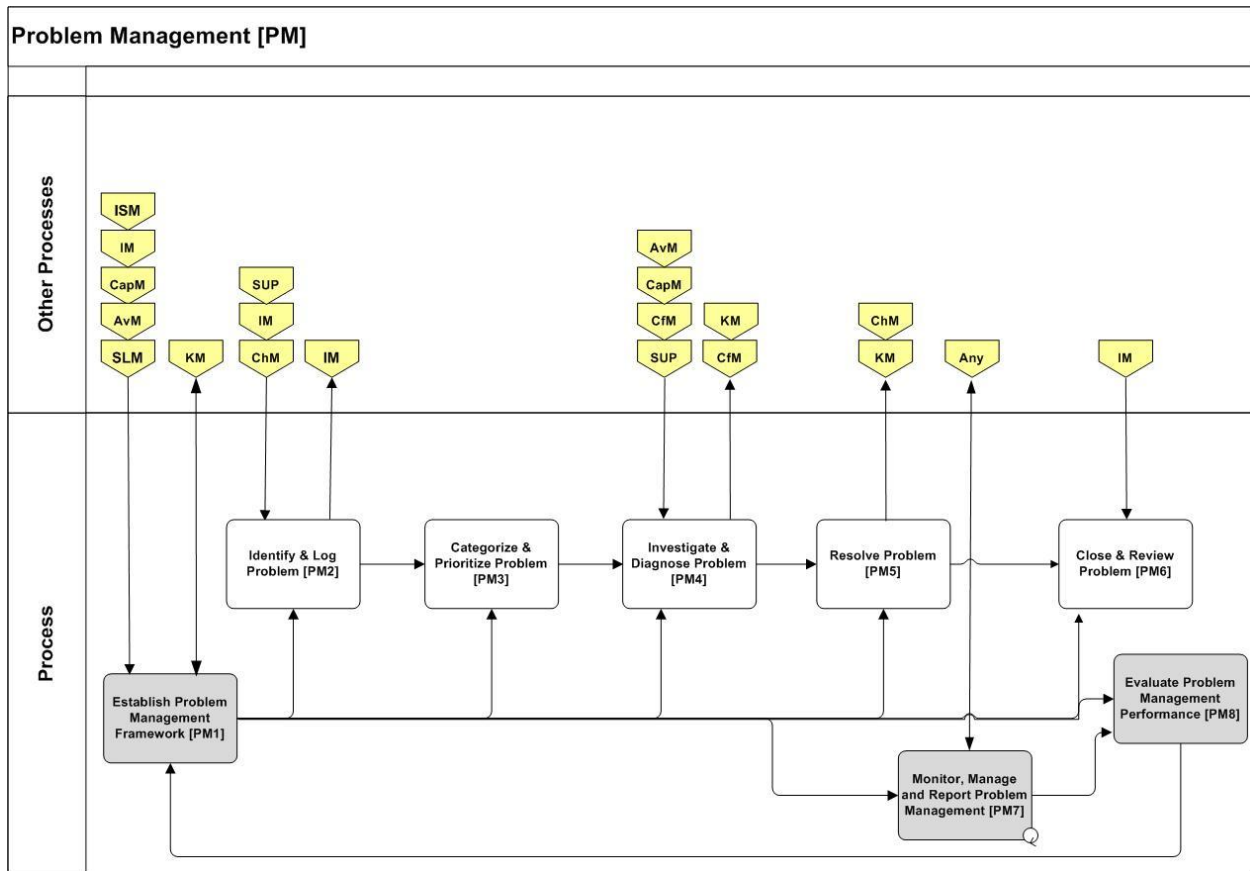 Problem Management [PM]
Other Processes
ISM
IM
CapM
AvM
SLM
KM
SUP
IM
ChM
IM
AvM
CapM
CfM
SUP
KM
CfM
ChM
KM
Any
IM
Process
Identify & Log
Problem [PM2]
Categorize &
Prioritize Problem
[PM3]
Investigate &
Diagnose Problem
[PM4]
Resolve Problem
[PM5]
Close & Review
Problem [PM6]
Establish Problem
Management
Framework [PM1]
Evaluate Problem
Management
Performance [PM8]
Monitor, Manage
and Report Problem
Management [PM7]